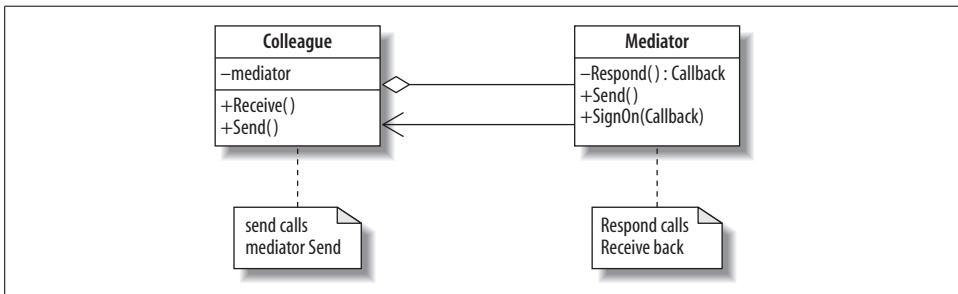 Colleague
–mediator
+Receive()
+Send()
Mediator
–Respond() : Callback
+Send()
+SignOn(Callback)
send calls
mediator Send
Respond calls
Receive back